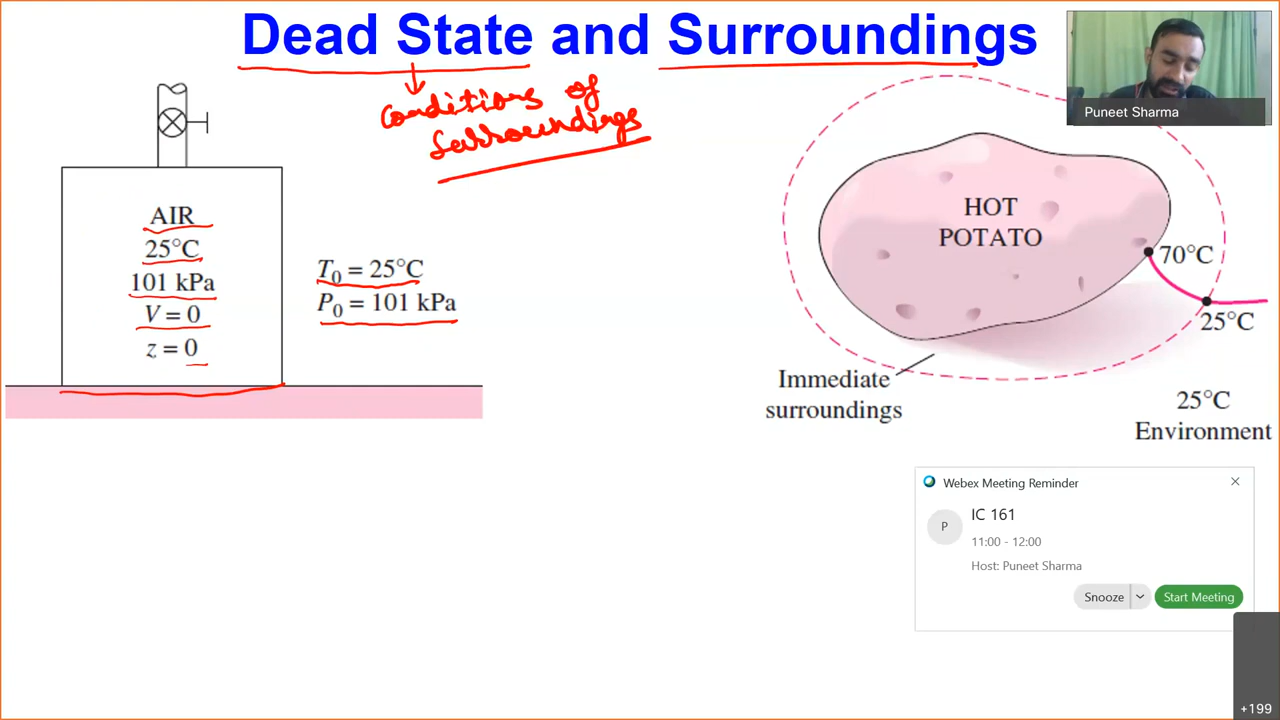 Dead State and Surroundings
Puneet Sharma
Conditions of
Surroundings
AIR
25°C
101 kPa
V = 0
z = 0
T0 = 25°C
P0 = 101 kPa
HOT
POTATO
70°C
25°C
Immediate
surroundings
25°C
Environment
Webex Meeting Reminder
P
IC 161
11:00 - 12:00
Host: Puneet Sharma
Snooze
Start Meeting
+199